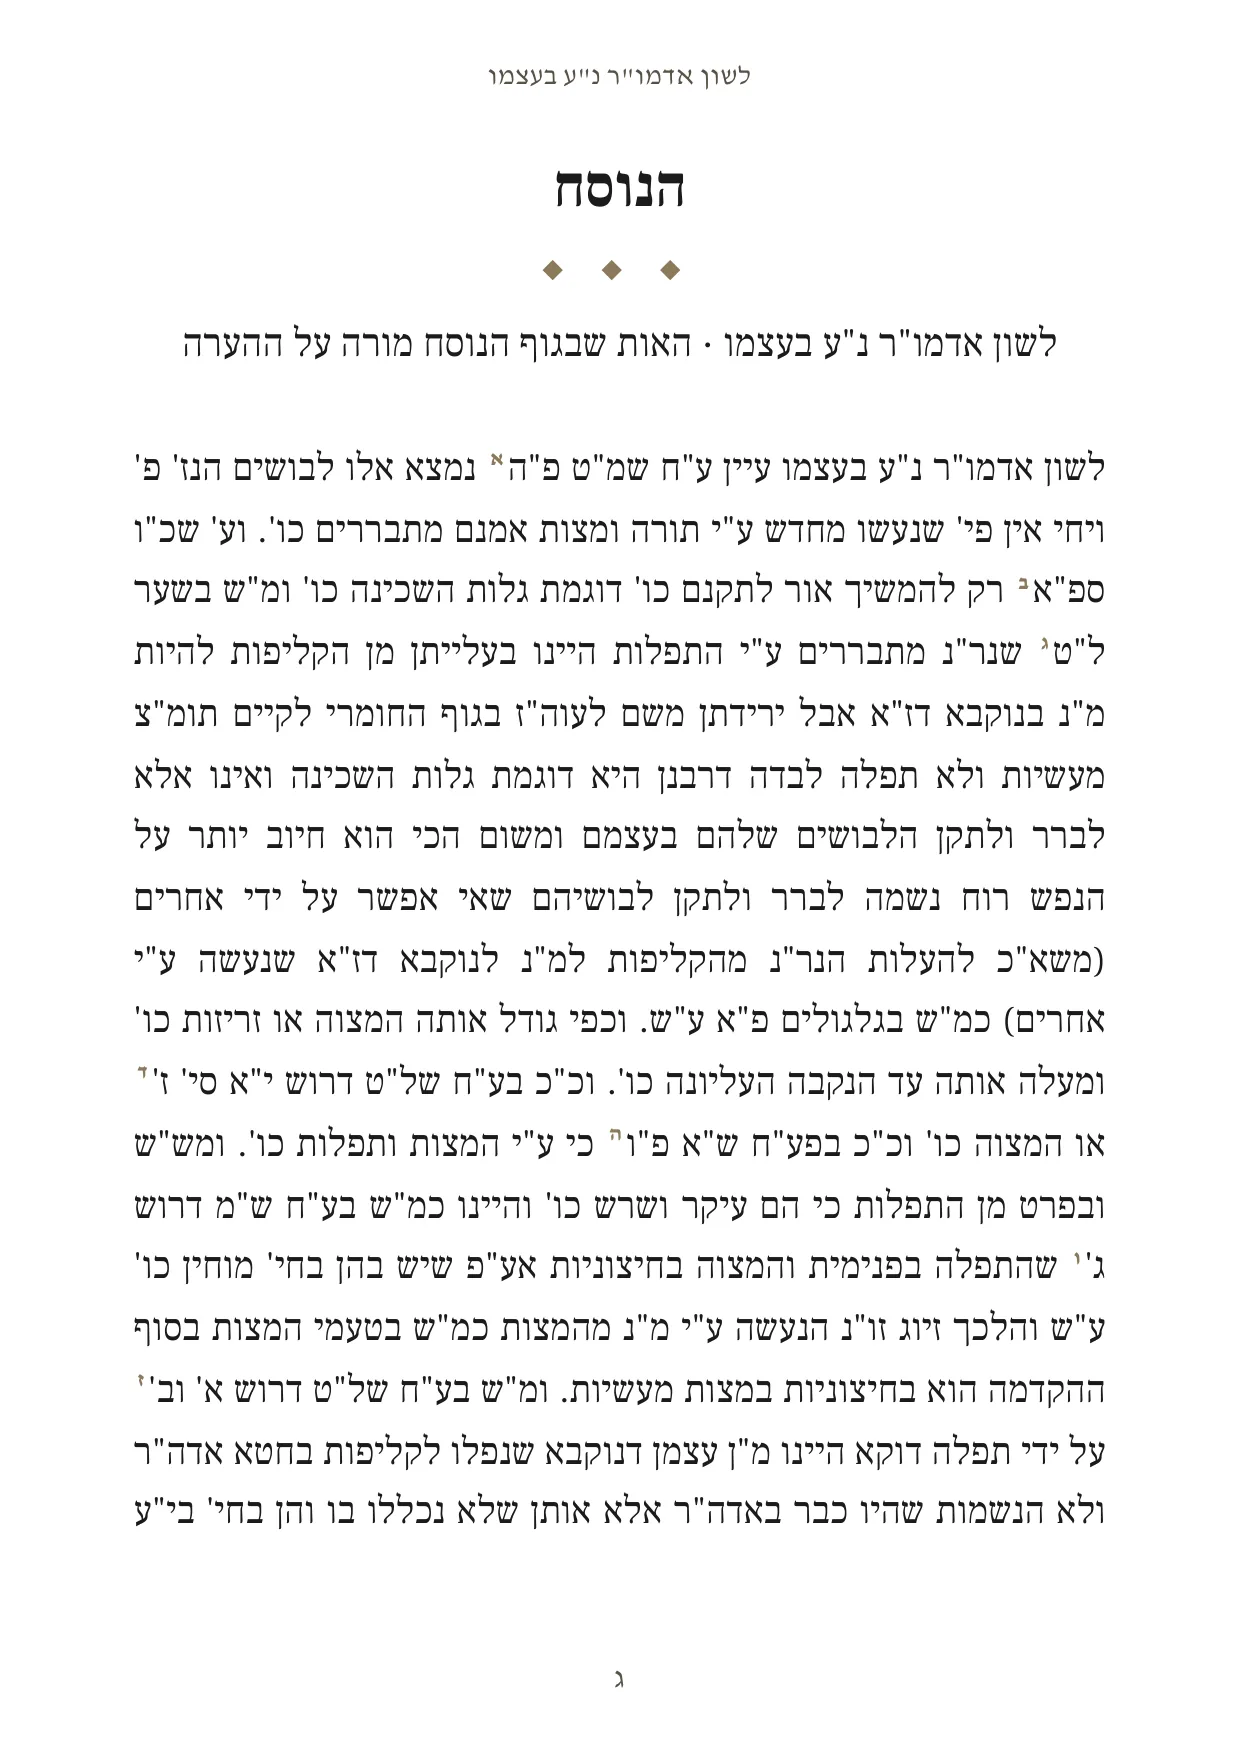 לשון אדמו"ר נ"ע בעצמו
הנוסח
לשון אדמו"ר נ"ע בעצמו · האות שבגוף הנוסח מורה על ההערה
לשון אדמו"ר נ"ע בעצמו עיין ע"ח שמ"ט פ"ה א נמצא אלו לבושים הנז' פ'
ויחי אין פי' שנעשו מחדש ע"י תורה ומצות אמנם מתבררים כו'. וע' שכ"ו
ספ"א ב רק להמשיך אור לתקנם כו' דוגמת גלות השכינה כו' ומ"ש בשער
ל"ט ג שנר"נ מתבררים ע"י התפלות היינו בעלייתן מן הקליפות להיות
מ"נ בנוקבא דז"א אבל ירידתן משם לעוה"ז בגוף החומרי לקיים תומ"צ
מעשיות ולא תפלה לבדה דרבנן היא דוגמת גלות השכינה ואינו אלא
לברר ולתקן הלבושים שלהם בעצמם ומשום הכי הוא חיוב יותר על
הנפש רוח נשמה לברר ולתקן לבושיהם שאי אפשר על ידי אחרים
(משא"כ להעלות הנר"נ מהקליפות למ"נ לנוקבא דז"א שנעשה ע"י
אחרים) כמ"ש בגלגולים פ"א ע"ש. וכפי גודל אותה המצוה או זריזות כו'
ומעלה אותה עד הנקבה העליונה כו'. וכ"כ בע"ח של"ט דרוש י"א סי' ז' ד
או המצוה כו' וכ"כ בפע"ח ש"א פ"ו ה כי ע"י המצות ותפלות כו'. ומש"ש
ובפרט מן התפלות כי הם עיקר ושרש כו' והיינו כמ"ש בע"ח ש"מ דרוש
ג' ו שהתפלה בפנימית והמצוה בחיצוניות אע"פ שיש בהן בחי' מוחין כו'
ע"ש והלכך זיווג זו"נ הנעשה ע"י מ"נ מהמצות כמ"ש בטעמי המצות בסוף
ההקדמה הוא בחיצוניות במצות מעשיות. ומ"ש בע"ח של"ט דרוש א' וב' ז
על ידי תפלה דוקא היינו מ"ן עצמן דנוקבא שנפלו לקליפות בחטא אדה"ר
ולא הנשמות שהיו כבר באדה"ר אלא אותן שלא נכללו בו והן בחי' בי"ע
ג